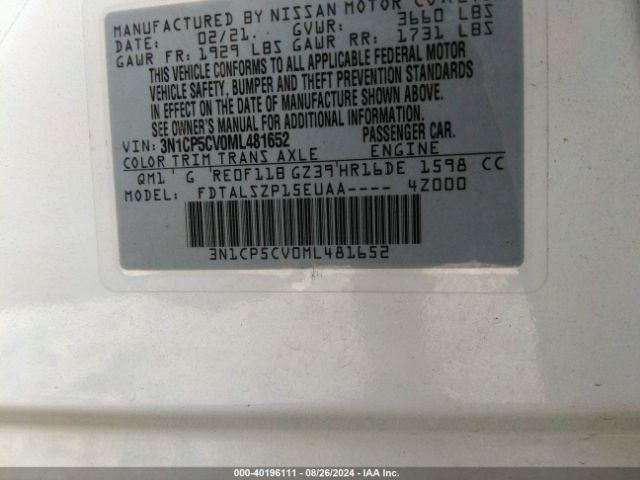 MANUFACTURED BY NISSAN MOTOR CO.,LTD.
DATE: 02/21. GVWR: 3660 LBS
GAWR FR: 1929 LBS GAWR RR: 1731 LBS
THIS VEHICLE CONFORMS TO ALL APPLICABLE FEDERAL MOTOR
VEHICLE SAFETY, BUMPER AND THEFT PREVENTION STANDARDS
IN EFFECT ON THE DATE OF MANUFACTURE SHOWN ABOVE.
SEE OWNER'S MANUAL FOR ADDITIONAL INFORMATION.
VIN: 3N1CP5CV0ML481652 PASSENGER CAR.
COLOR TRIM TRANS AXLE ENGINE
QM1 G RE0F11B GZ39 HR16DE 1598 CC
MODEL: FDTALSZP15EUAA---- 4Z000
3N1CP5CV0ML481652
000-40196111 - 08/26/2024 - IAA Inc.